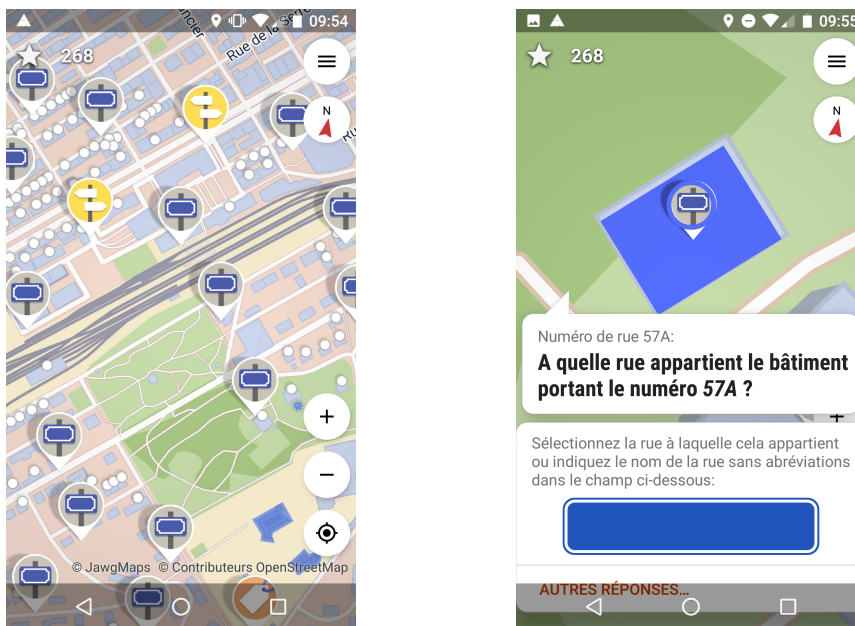 09:54
268
Rue de la Serre
N
+
−
© JawgMaps © Contributeurs OpenStreetMap
09:55
268
N
Numéro de rue 57A:
A quelle rue appartient le bâtiment
portant le numéro 57A ?
+
Sélectionnez la rue à laquelle cela appartient
ou indiquez le nom de la rue sans abréviations
dans le champ ci-dessous:
AUTRES RÉPONSES…